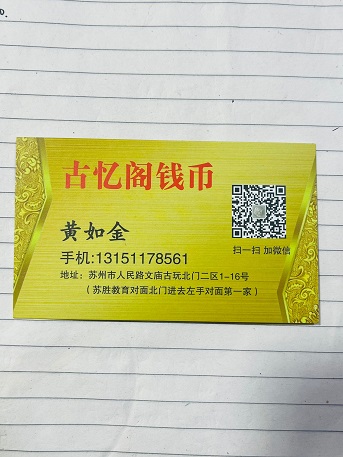 古忆阁钱币
黄如金
扫一扫 加微信
手机:13151178561
地址：苏州市人民路文庙古玩北门二区1-16号
（苏胜教育对面北门进去左手对面第一家）